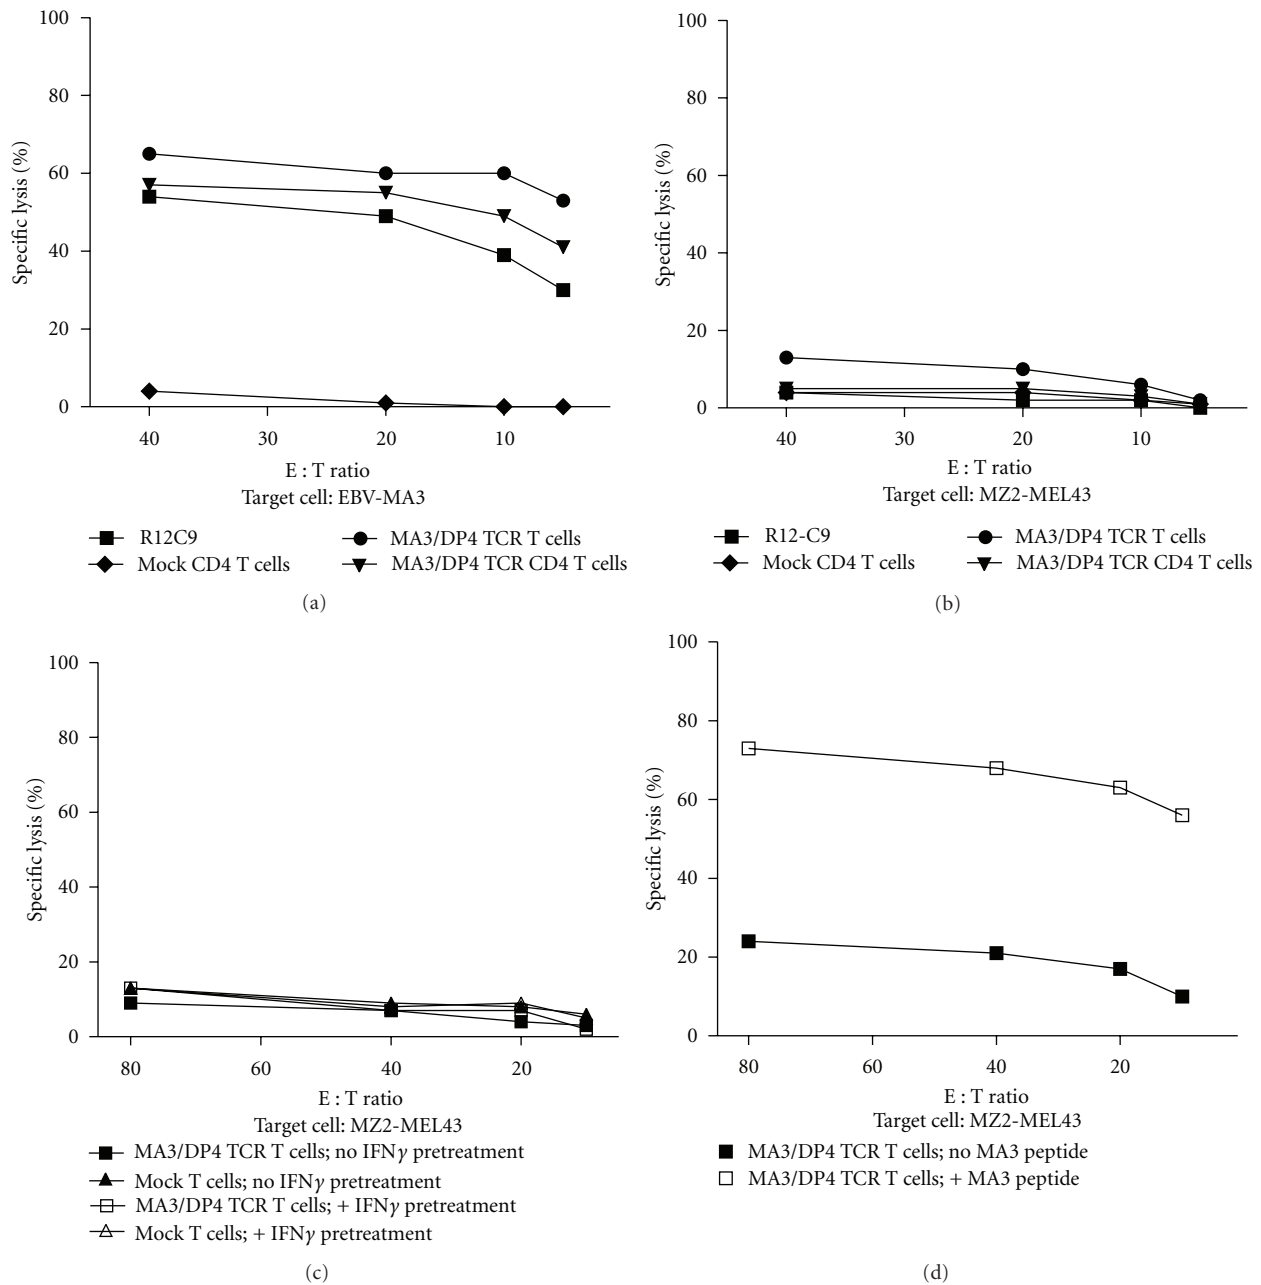 100
80
60
40
20
0
Specific lysis (%)
40 30 20 10
E : T ratio
Target cell: EBV-MA3
R12C9
MA3/DP4 TCR T cells
Mock CD4 T cells
MA3/DP4 TCR CD4 T cells
(a)
100
80
60
40
20
0
Specific lysis (%)
40 30 20 10
E : T ratio
Target cell: MZ2-MEL43
R12-C9
MA3/DP4 TCR T cells
Mock CD4 T cells
MA3/DP4 TCR CD4 T cells
(b)
100
80
60
40
20
0
Specific lysis (%)
80 60 40 20
E : T ratio
Target cell: MZ2-MEL43
MA3/DP4 TCR T cells; no IFNγ pretreatment
Mock T cells; no IFNγ pretreatment
MA3/DP4 TCR T cells; + IFNγ pretreatment
Mock T cells; + IFNγ pretreatment
(c)
100
80
60
40
20
0
Specific lysis (%)
80 60 40 20
E : T ratio
Target cell: MZ2-MEL43
MA3/DP4 TCR T cells; no MA3 peptide
MA3/DP4 TCR T cells; + MA3 peptide
(d)